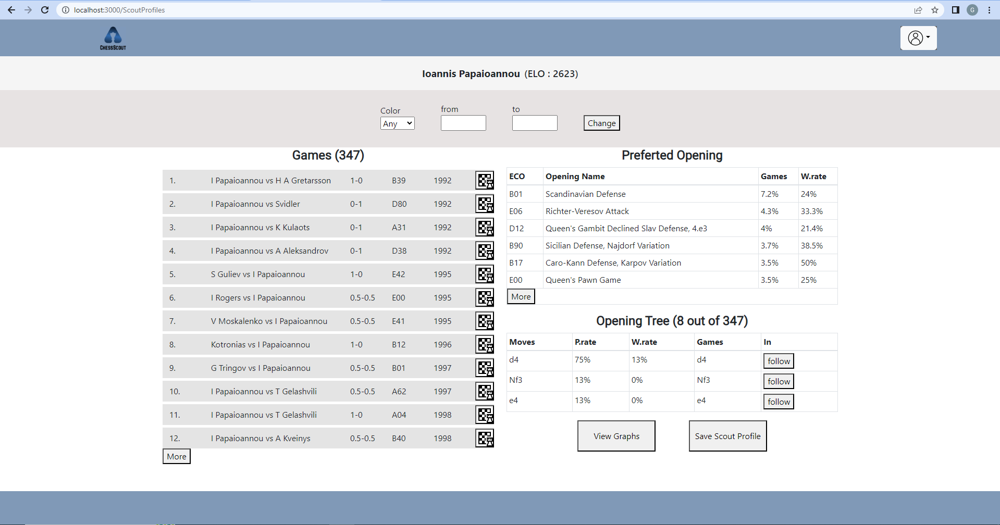 localhost:3000/ScoutProfiles
G
CHESSSCOUT
Ioannis Papaioannou (ELO : 2623)
Color
from
to
Any
Change
Games (347)
1. I Papaioannou vs H A Gretarsson 1-0 B39 1992
2. I Papaioannou vs Svidler 0-1 D80 1992
3. I Papaioannou vs K Kulaots 0-1 A31 1992
4. I Papaioannou vs A Aleksandrov 0-1 D38 1992
5. S Guliev vs I Papaioannou 1-0 E42 1995
6. I Rogers vs I Papaioannou 0.5-0.5 E00 1995
7. V Moskalenko vs I Papaioannou 0.5-0.5 E41 1995
8. Kotronias vs I Papaioannou 1-0 B12 1996
9. G Tringov vs I Papaioannou 0.5-0.5 B01 1997
10. I Papaioannou vs T Gelashvili 0.5-0.5 A62 1997
11. I Papaioannou vs T Gelashvili 1-0 A04 1998
12. I Papaioannou vs A Kveinys 0.5-0.5 B40 1998
More
Preferted Opening
ECO Opening Name Games W.rate
B01 Scandinavian Defense 7.2% 24%
E06 Richter-Veresov Attack 4.3% 33.3%
D12 Queen's Gambit Declined Slav Defense, 4.e3 4% 21.4%
B90 Sicilian Defense, Najdorf Variation 3.7% 38.5%
B17 Caro-Kann Defense, Karpov Variation 3.5% 50%
E00 Queen's Pawn Game 3.5% 25%
More
Opening Tree (8 out of 347)
Moves P.rate W.rate Games In
d4 75% 13% d4 follow
Nf3 13% 0% Nf3 follow
e4 13% 0% e4 follow
View Graphs
Save Scout Profile